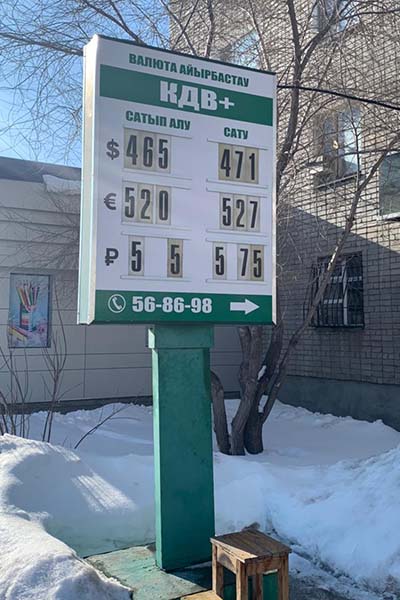 ВАЛЮТА АЙЫРБАСТАУ
КДВ+
САТЫП АЛУ САТУ
$ 465 471
€ 520 527
₽ 5 5 5 75
56-86-98